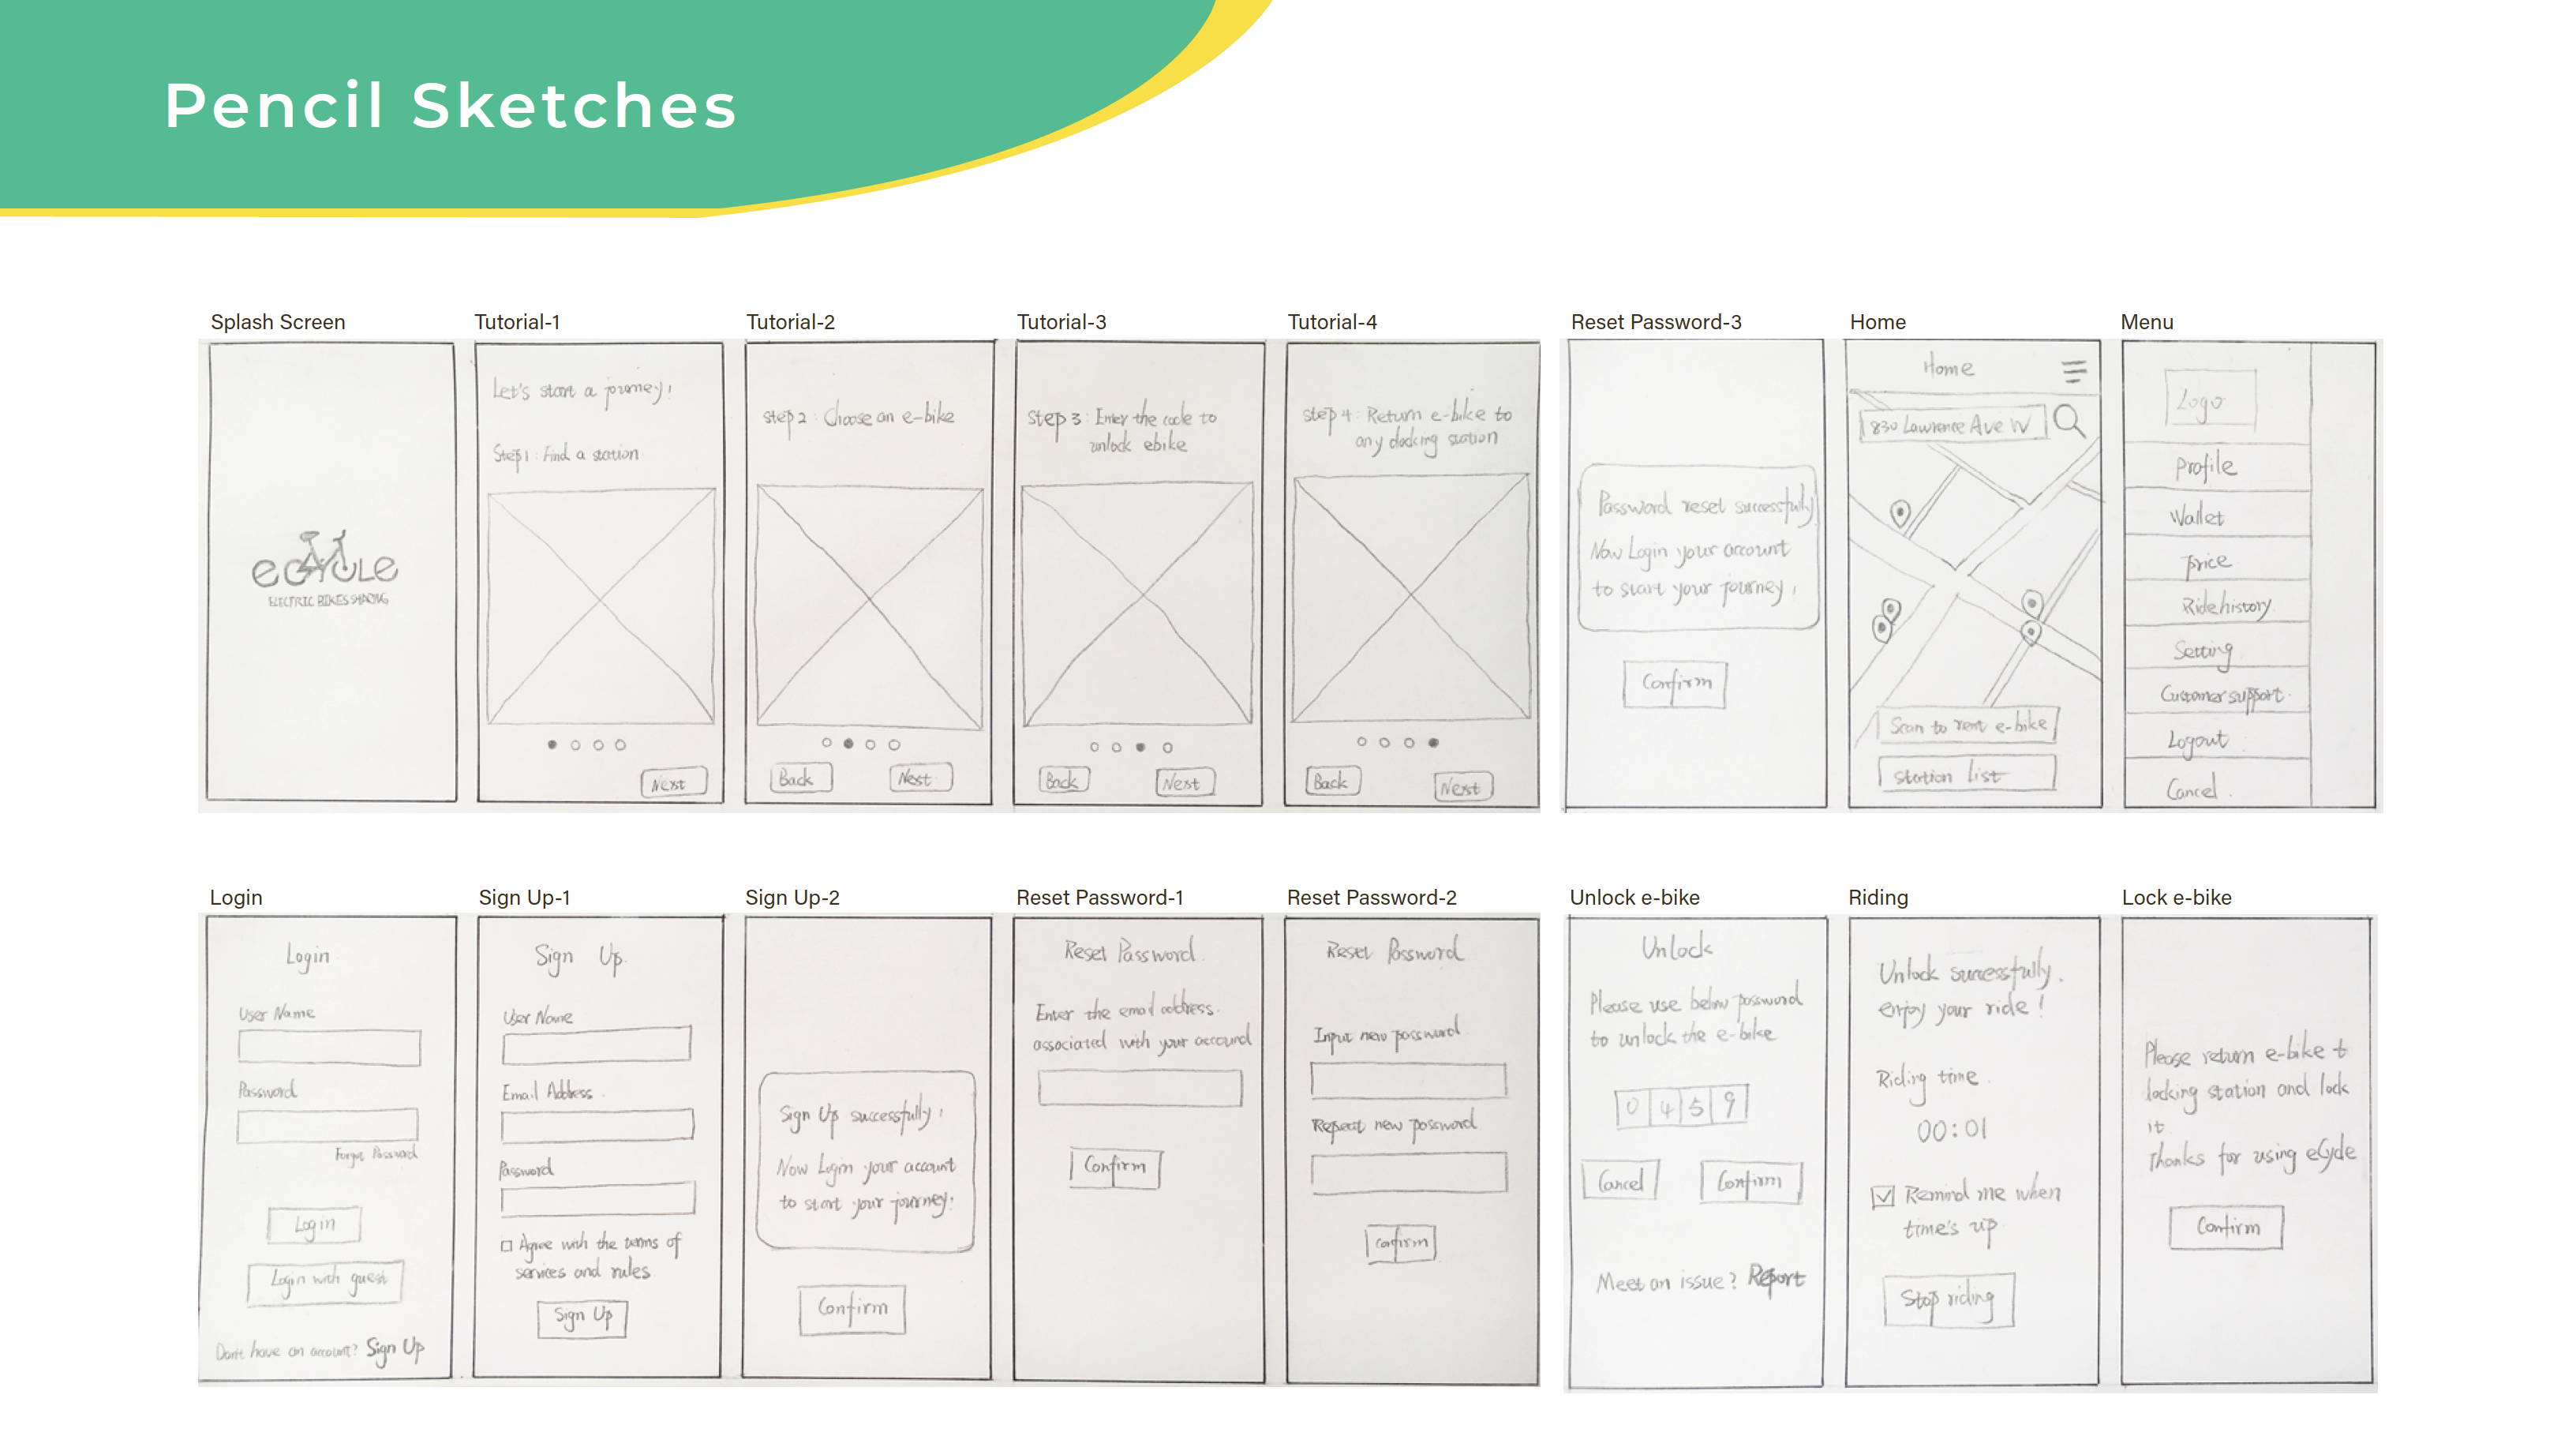 Pencil Sketches
Splash Screen
eCYCLE
ELECTRIC BIKES SHARING
Tutorial-1
Let's start a journey!
Step1: Find a station
Next
Tutorial-2
step2: Choose an e-bike
Back Next
Tutorial-3
Step3: Enter the code to
unlock ebike
Back Next
Tutorial-4
step4: Return e-bike to
any docking station
Back Next
Reset Password-3
Password reset successfully
Now Login your account
to start your journey!
Confirm
Home
Home
830 Lawrence Ave W
Scan to rent e-bike
station list
Menu
Logo
Profile
Wallet
price
Ride history
Setting
Customer support
Logout
Cancel
Login
Login
User Name
Password
Forgot Password
Login
Login with guest
Don't have an account? Sign Up
Sign Up-1
Sign Up
User Name
Email Address
Password
Agree with the terms of
services and rules
Sign Up
Sign Up-2
Sign Up successfully!
Now Login your account
to start your journey!
Confirm
Reset Password-1
Reset Password
Enter the email address
associated with your account
Confirm
Reset Password-2
Reset Password
Input new password
Repeat new password
Confirm
Unlock e-bike
Unlock
Please use below password
to unlock the e-bike
0 4 5 9
Cancel Confirm
Meet an issue? Report
Riding
Unlock successfully.
enjoy your ride!
Riding time
00:01
Remind me when
time's up
Stop riding
Lock e-bike
Please return e-bike t
locking station and lock
it.
Thanks for using eCycle
Confirm